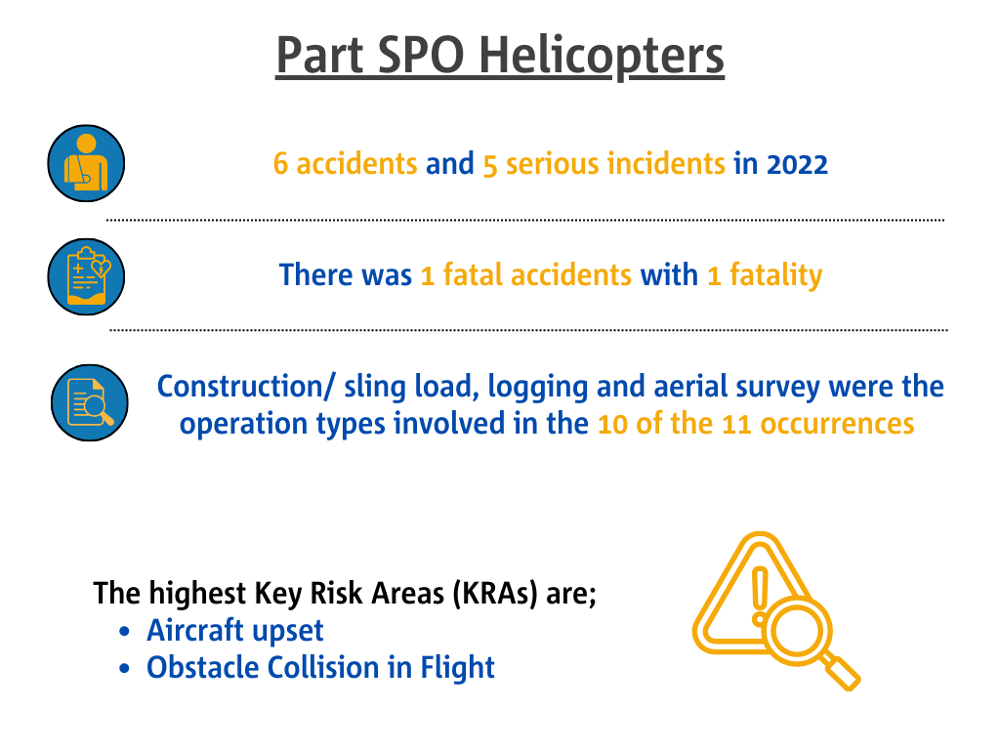 Part SPO Helicopters
6 accidents and 5 serious incidents in 2022
There was 1 fatal accidents with 1 fatality
Construction/ sling load, logging and aerial survey were the
operation types involved in the 10 of the 11 occurrences
The highest Key Risk Areas (KRAs) are;
• Aircraft upset
• Obstacle Collision in Flight